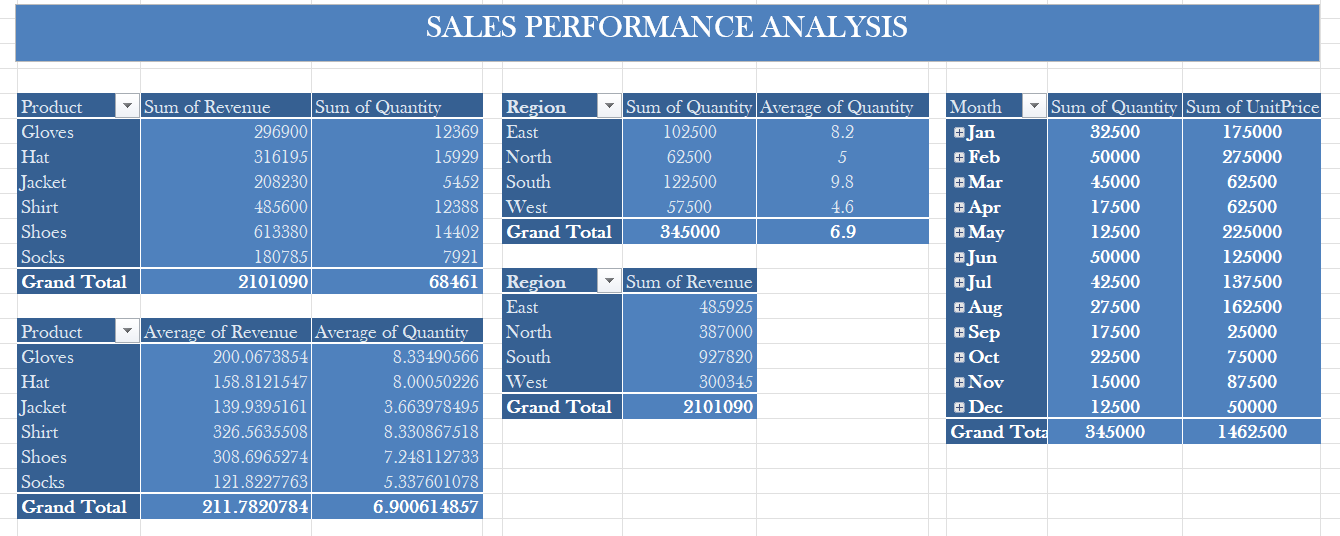 SALES PERFORMANCE ANALYSIS
Product Sum of Revenue Sum of Quantity
Gloves 296900 12369
Hat 316195 15929
Jacket 208230 5452
Shirt 485600 12388
Shoes 613380 14402
Socks 180785 7921
Grand Total 2101090 68461
Product Average of Revenue Average of Quantity
Gloves 200.0673854 8.33490566
Hat 158.8121547 8.00050226
Jacket 139.9395161 3.663978495
Shirt 326.5635508 8.330867518
Shoes 308.6965274 7.248112733
Socks 121.8227763 5.337601078
Grand Total 211.7820784 6.900614857
Region Sum of Quantity Average of Quantity
East 102500 8.2
North 62500 5
South 122500 9.8
West 57500 4.6
Grand Total 345000 6.9
Region Sum of Revenue
East 485925
North 387000
South 927820
West 300345
Grand Total 2101090
Month Sum of Quantity Sum of UnitPrice
Jan 32500 175000
Feb 50000 275000
Mar 45000 62500
Apr 17500 62500
May 12500 225000
Jun 50000 125000
Jul 42500 137500
Aug 27500 162500
Sep 17500 25000
Oct 22500 75000
Nov 15000 87500
Dec 12500 50000
Grand Tota 345000 1462500